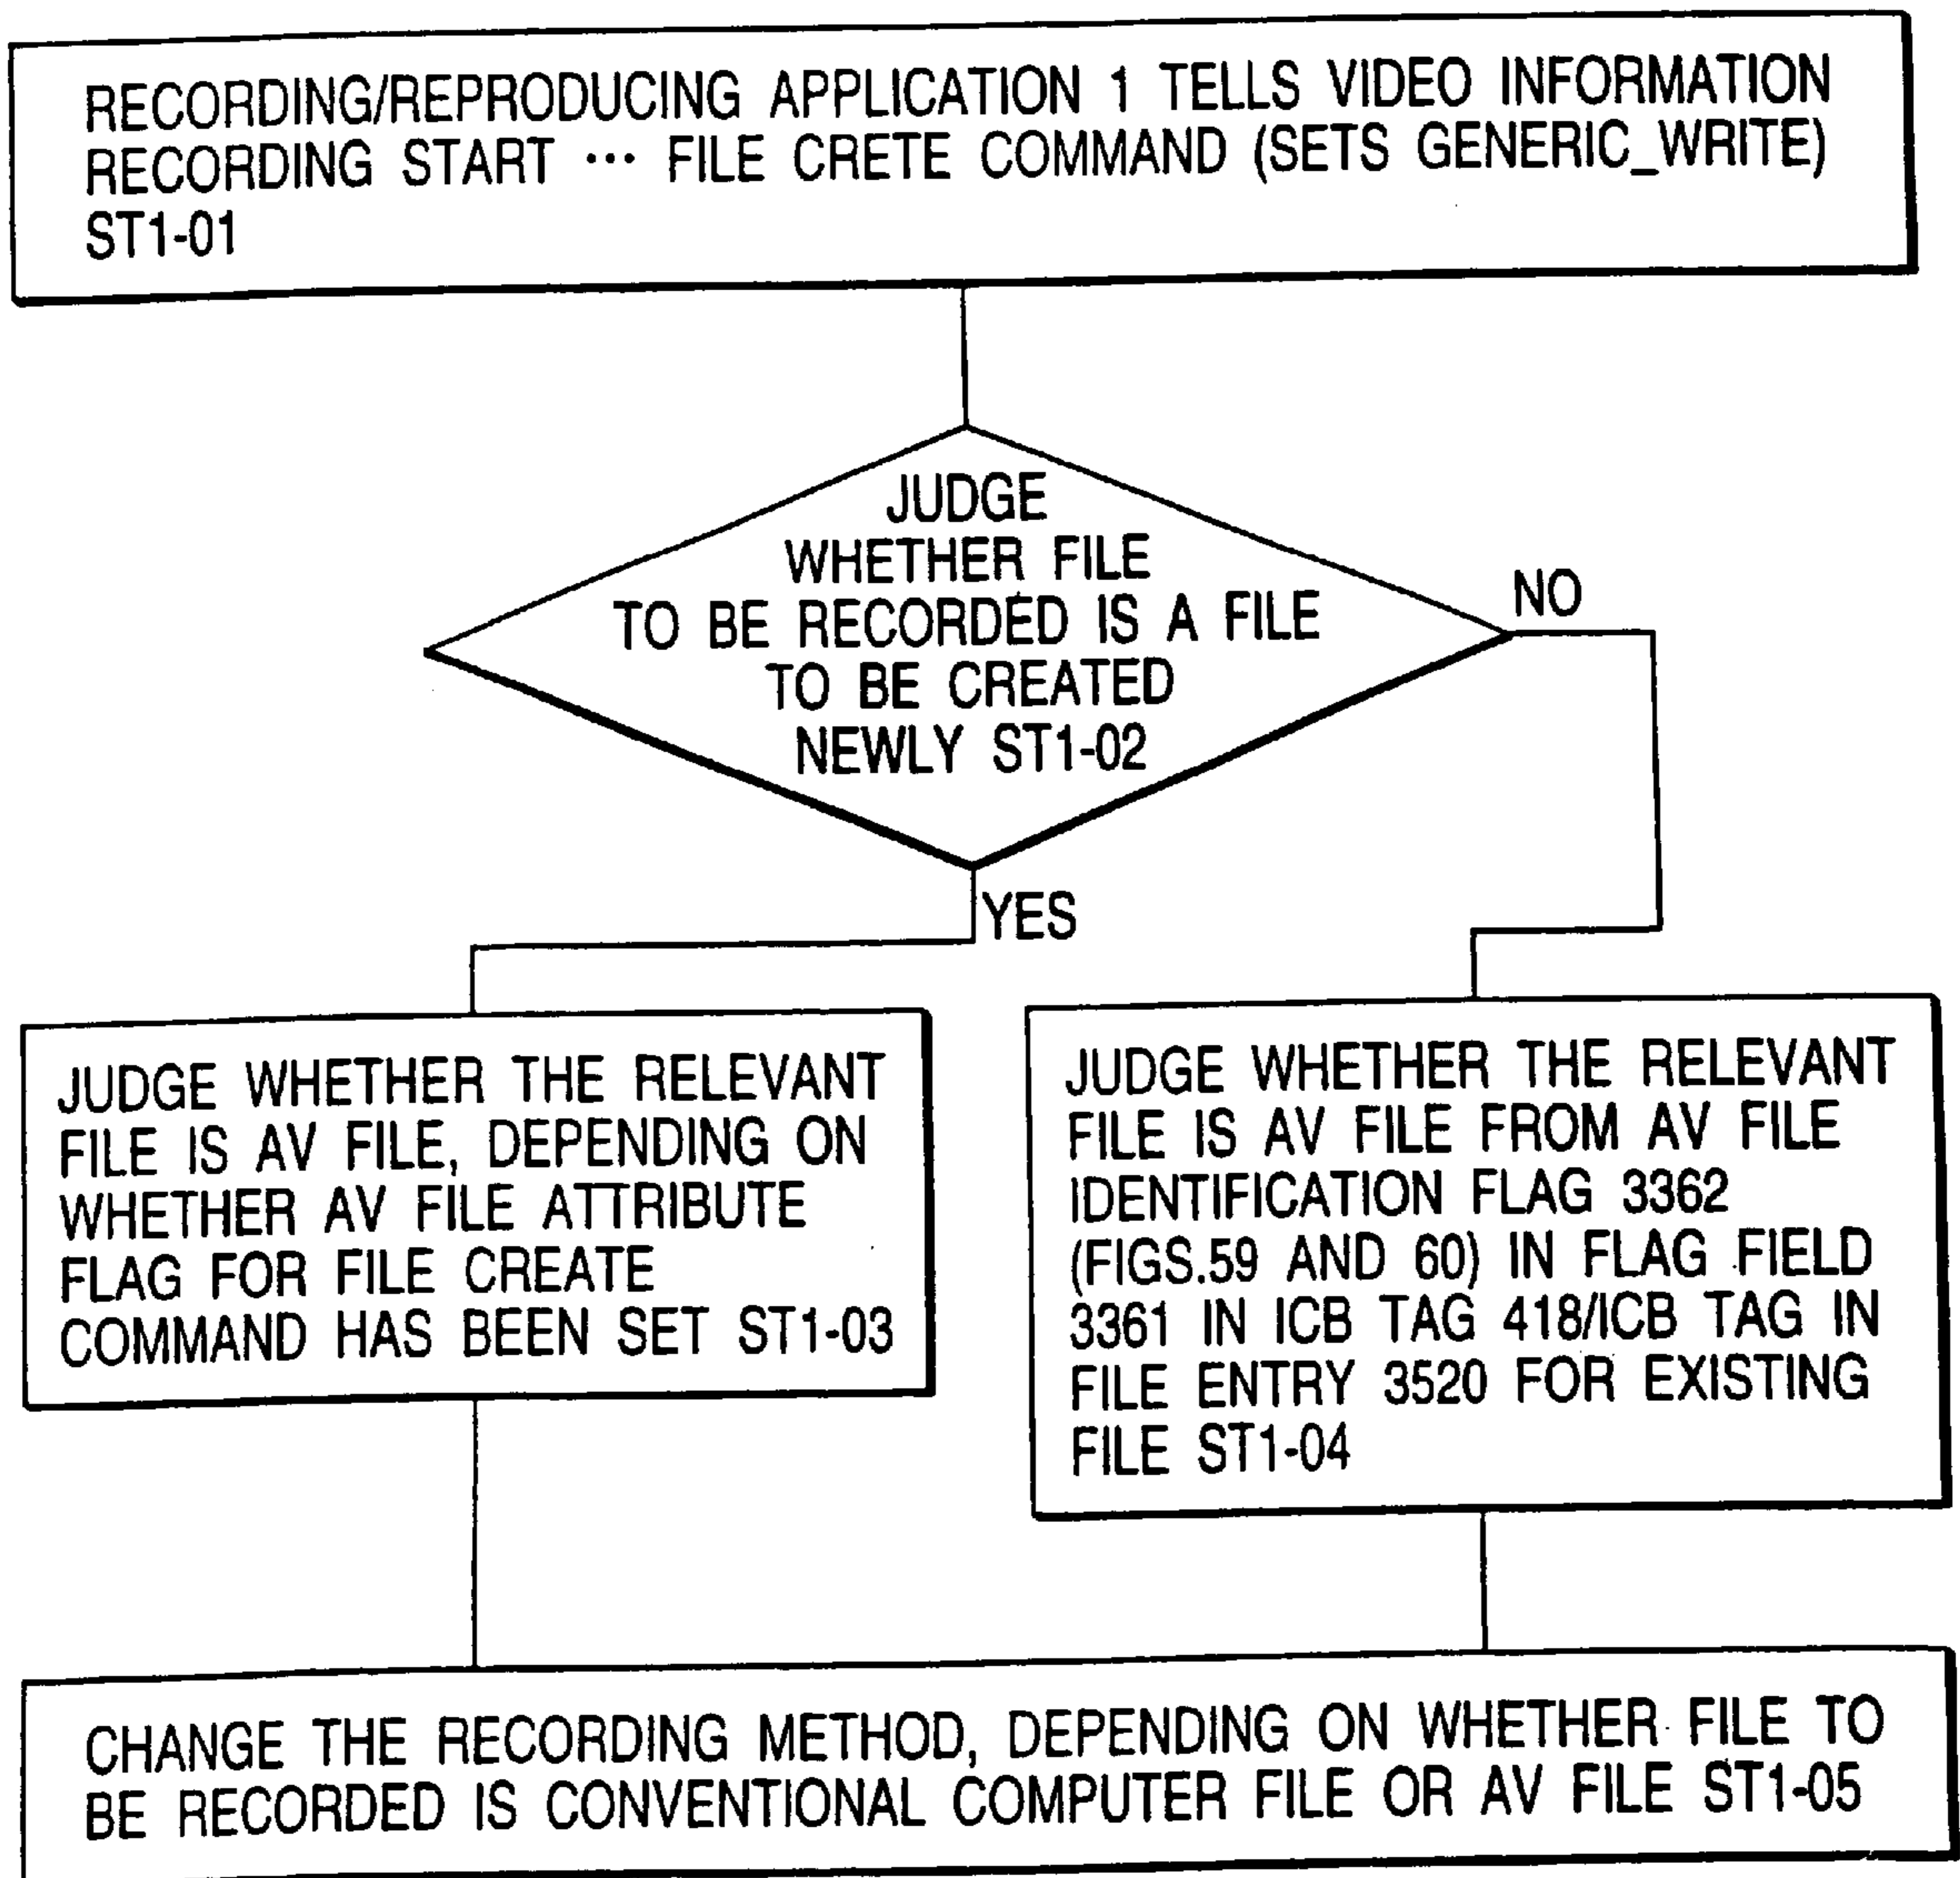 RECORDING/REPRODUCING APPLICATION 1 TELLS VIDEO INFORMATION
RECORDING START ··· FILE CRETE COMMAND (SETS GENERIC_WRITE)
ST1-01
JUDGE
WHETHER FILE
TO BE RECORDED IS A FILE
TO BE CREATED
NEWLY ST1-02
NO
YES
JUDGE WHETHER THE RELEVANT
FILE IS AV FILE, DEPENDING ON
WHETHER AV FILE ATTRIBUTE
FLAG FOR FILE CREATE
COMMAND HAS BEEN SET ST1-03
JUDGE WHETHER THE RELEVANT
FILE IS AV FILE FROM AV FILE
IDENTIFICATION FLAG 3362
(FIGS.59 AND 60) IN FLAG FIELD
3361 IN ICB TAG 418/ICB TAG IN
FILE ENTRY 3520 FOR EXISTING
FILE ST1-04
CHANGE THE RECORDING METHOD, DEPENDING ON WHETHER FILE TO
BE RECORDED IS CONVENTIONAL COMPUTER FILE OR AV FILE ST1-05